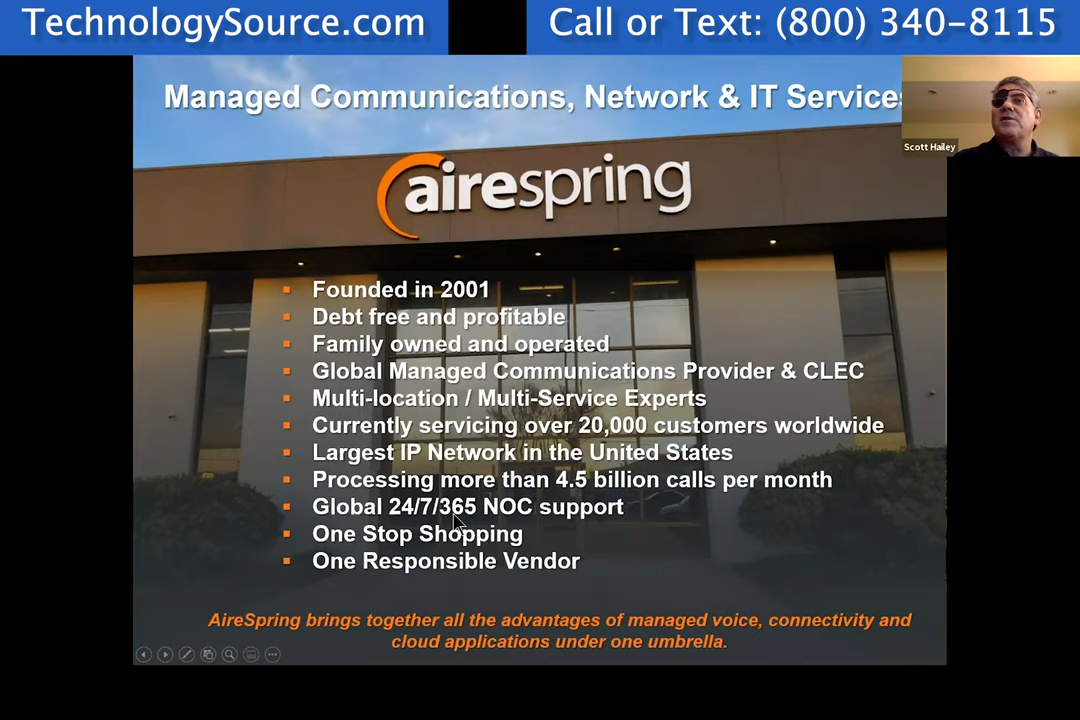 TechnologySource.com
Call or Text: (800) 340-8115
Managed Communications, Network & IT Services
Scott Hailey
airespring
Founded in 2001
Debt free and profitable
Family owned and operated
Global Managed Communications Provider & CLEC
Multi-location / Multi-Service Experts
Currently servicing over 20,000 customers worldwide
Largest IP Network in the United States
Processing more than 4.5 billion calls per month
Global 24/7/365 NOC support
One Stop Shopping
One Responsible Vendor
AireSpring brings together all the advantages of managed voice, connectivity and
cloud applications under one umbrella.